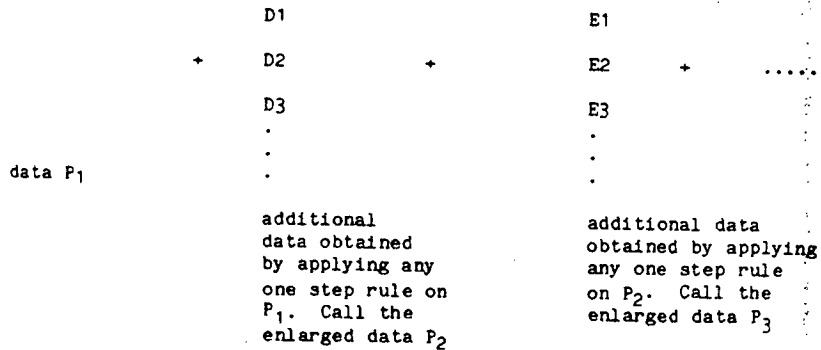 D1 E1
+ D2 + E2 + .....
D3 E3
. .
. .
data P1 . .
additional additional data
data obtained obtained by applying
by applying any any one step rule
one step rule on on P2. Call the
P1. Call the enlarged data P3
enlarged data P2